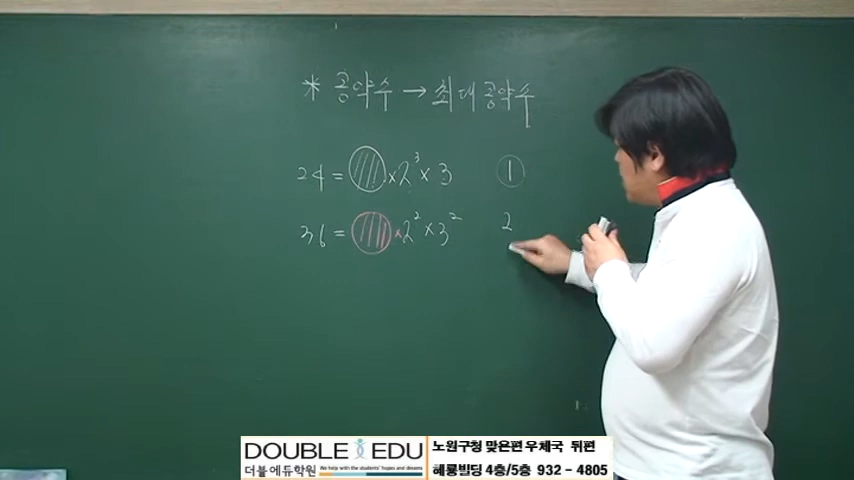 * 공약수 → 최대공약수
24 = × 2³ × 3 ①
36 = × 2² × 3² 2
DOUBLE EDU
더블에듀학원 We help with the students' hopes and dreams
노원구청 맞은편 우체국 뒤편
혜룡빌딩 4층/5층 932 - 4805